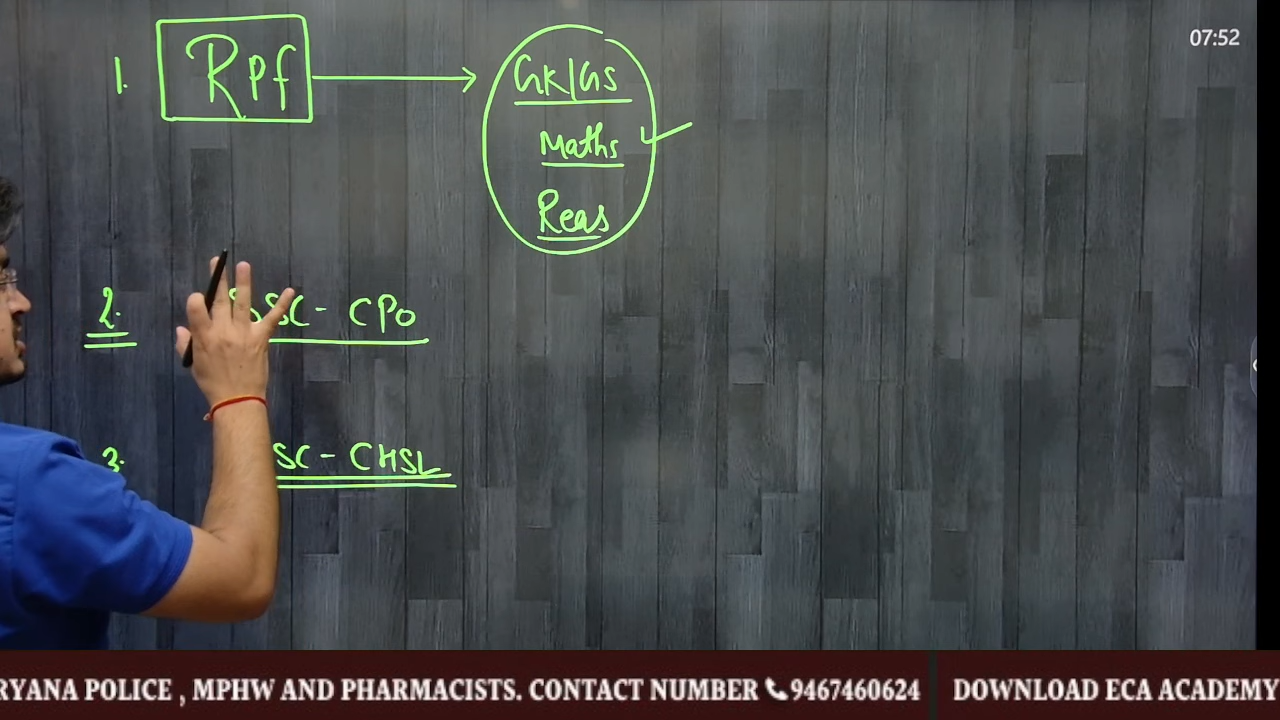 07:52
1. Rpf → GK/GS
Maths
Reas
2. SSC - CPO
3. SC - CHSL
RYANA POLICE , MPHW AND PHARMACISTS. CONTACT NUMBER 9467460624 DOWNLOAD ECA ACADEMY